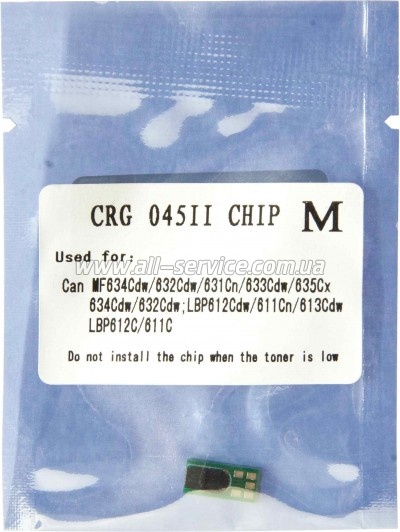 CRG 045II CHIP M
Used for:
www.all-service.com.ua
Can MF634Cdw/632Cdw/631Cn/633Cdw/635Cx
634Cdw/632Cdw;LBP612Cdw/611Cn/613Cdw
LBP612C/611C
Do not install the chip when the toner is low